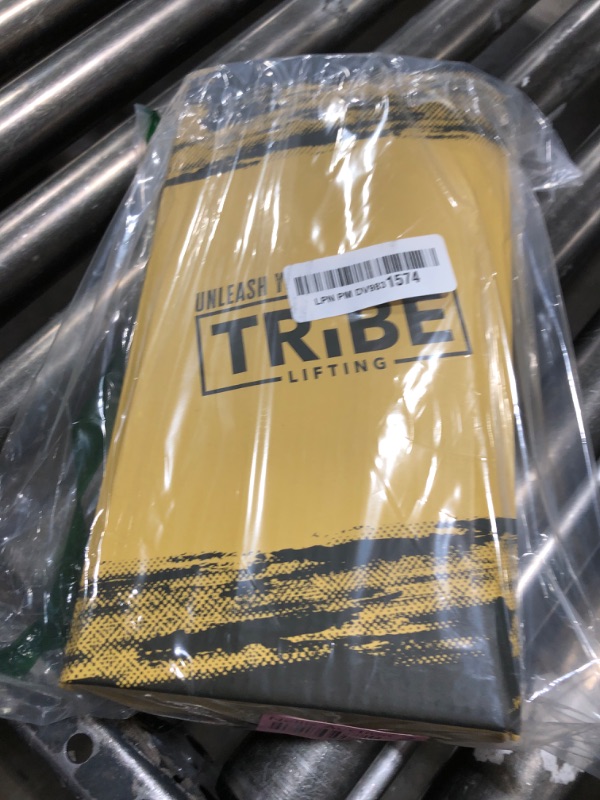 UNLEASH Y
LPN PM DV983 1574
TRiBE
LIFTING